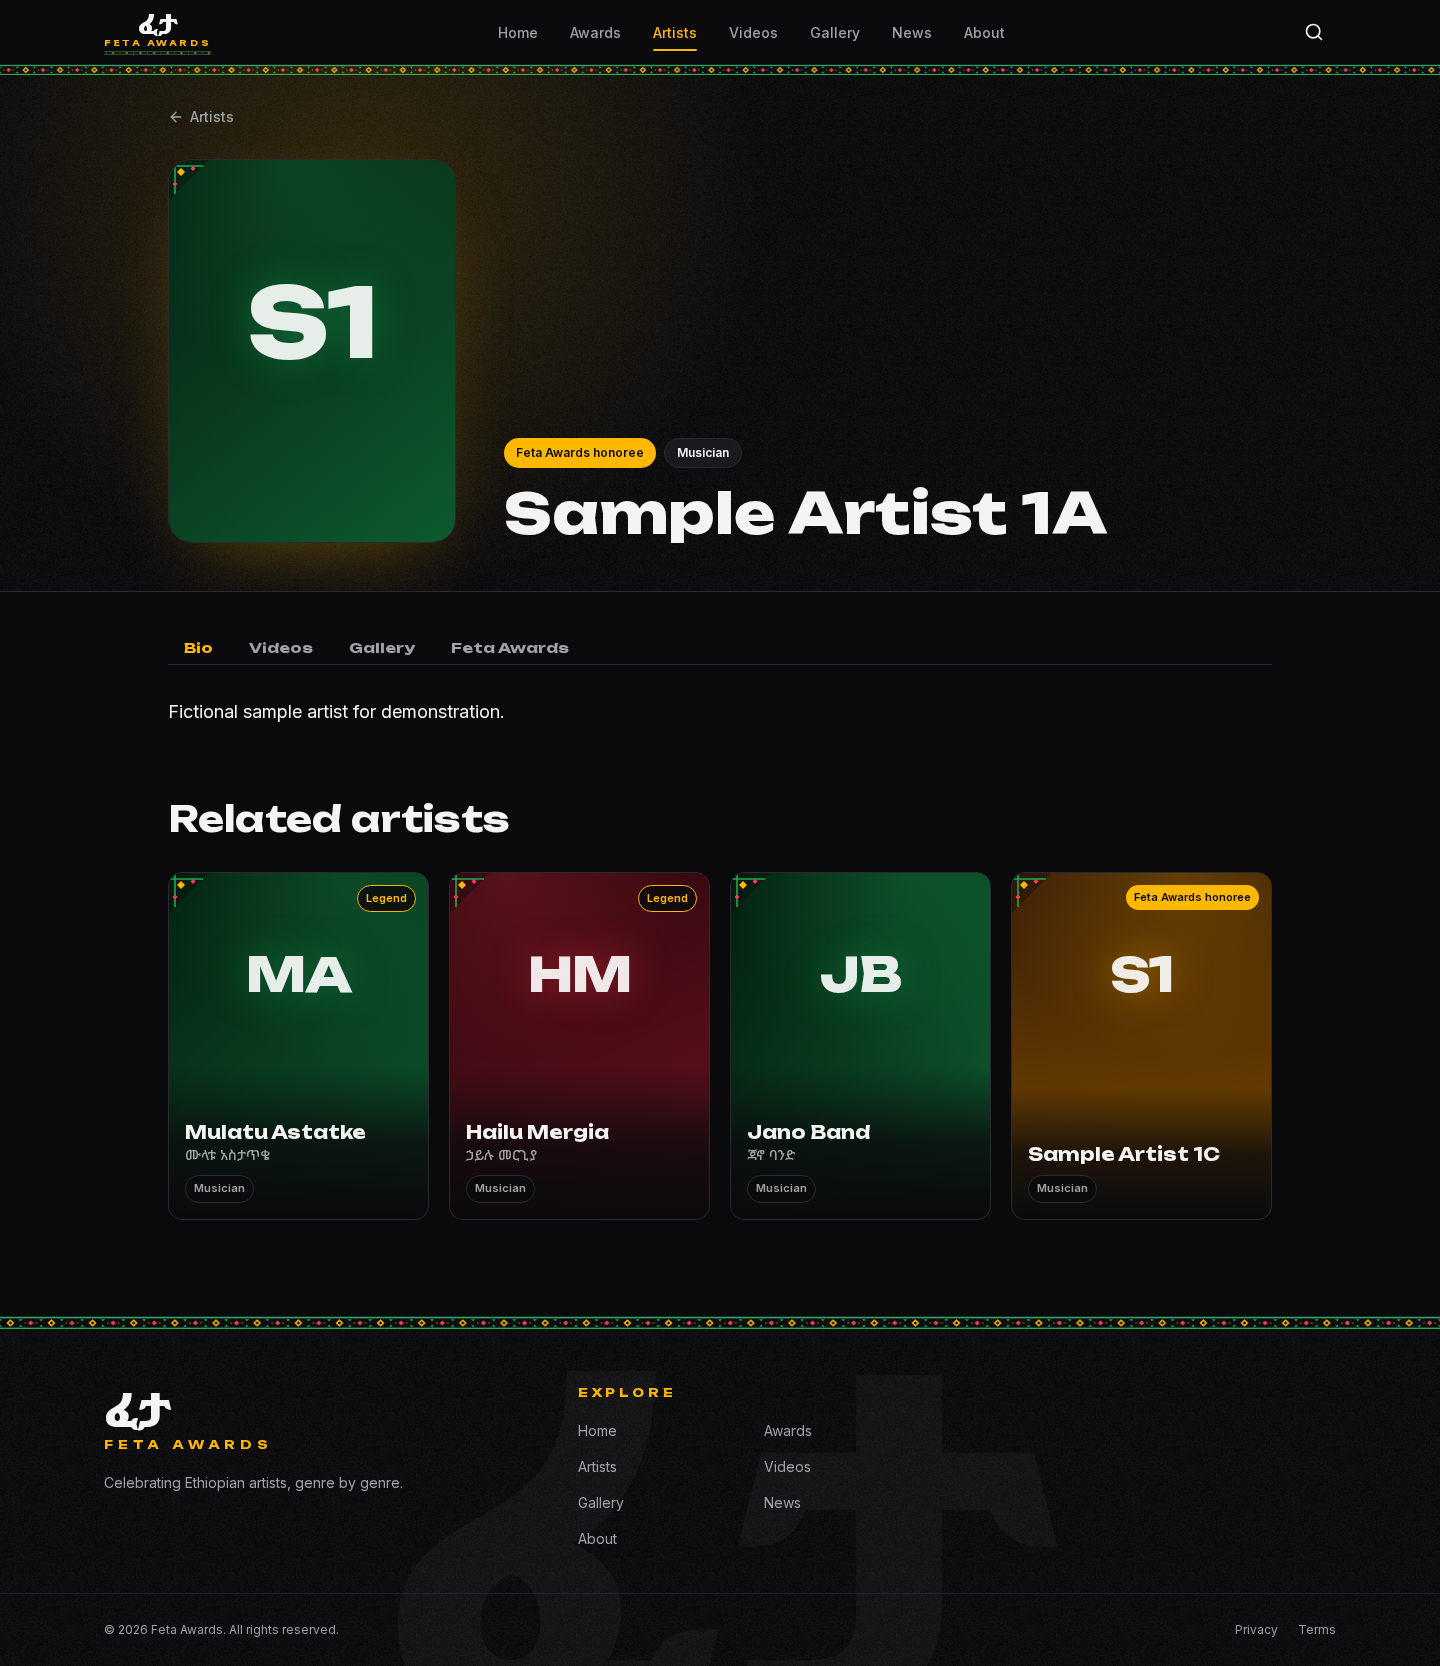 ፈታ
FETA AWARDS
Home
Awards
Artists
Videos
Gallery
News
About
Artists
S1
Feta Awards honoree
Musician
Sample Artist 1A
Bio
Videos
Gallery
Feta Awards
Fictional sample artist for demonstration.
Related artists
Legend
MA
Mulatu Astatke
ሙላቱ አስታጥቄ
Musician
Legend
HM
Hailu Mergia
ኃይሉ መርጊያ
Musician
JB
Jano Band
ጃኖ ባንድ
Musician
Feta Awards honoree
S1
Sample Artist 1C
Musician
ፈታ
FETA AWARDS
Celebrating Ethiopian artists, genre by genre.
EXPLORE
Home
Awards
Artists
Videos
Gallery
News
About
ፈታ
© 2026 Feta Awards. All rights reserved.
Privacy
Terms